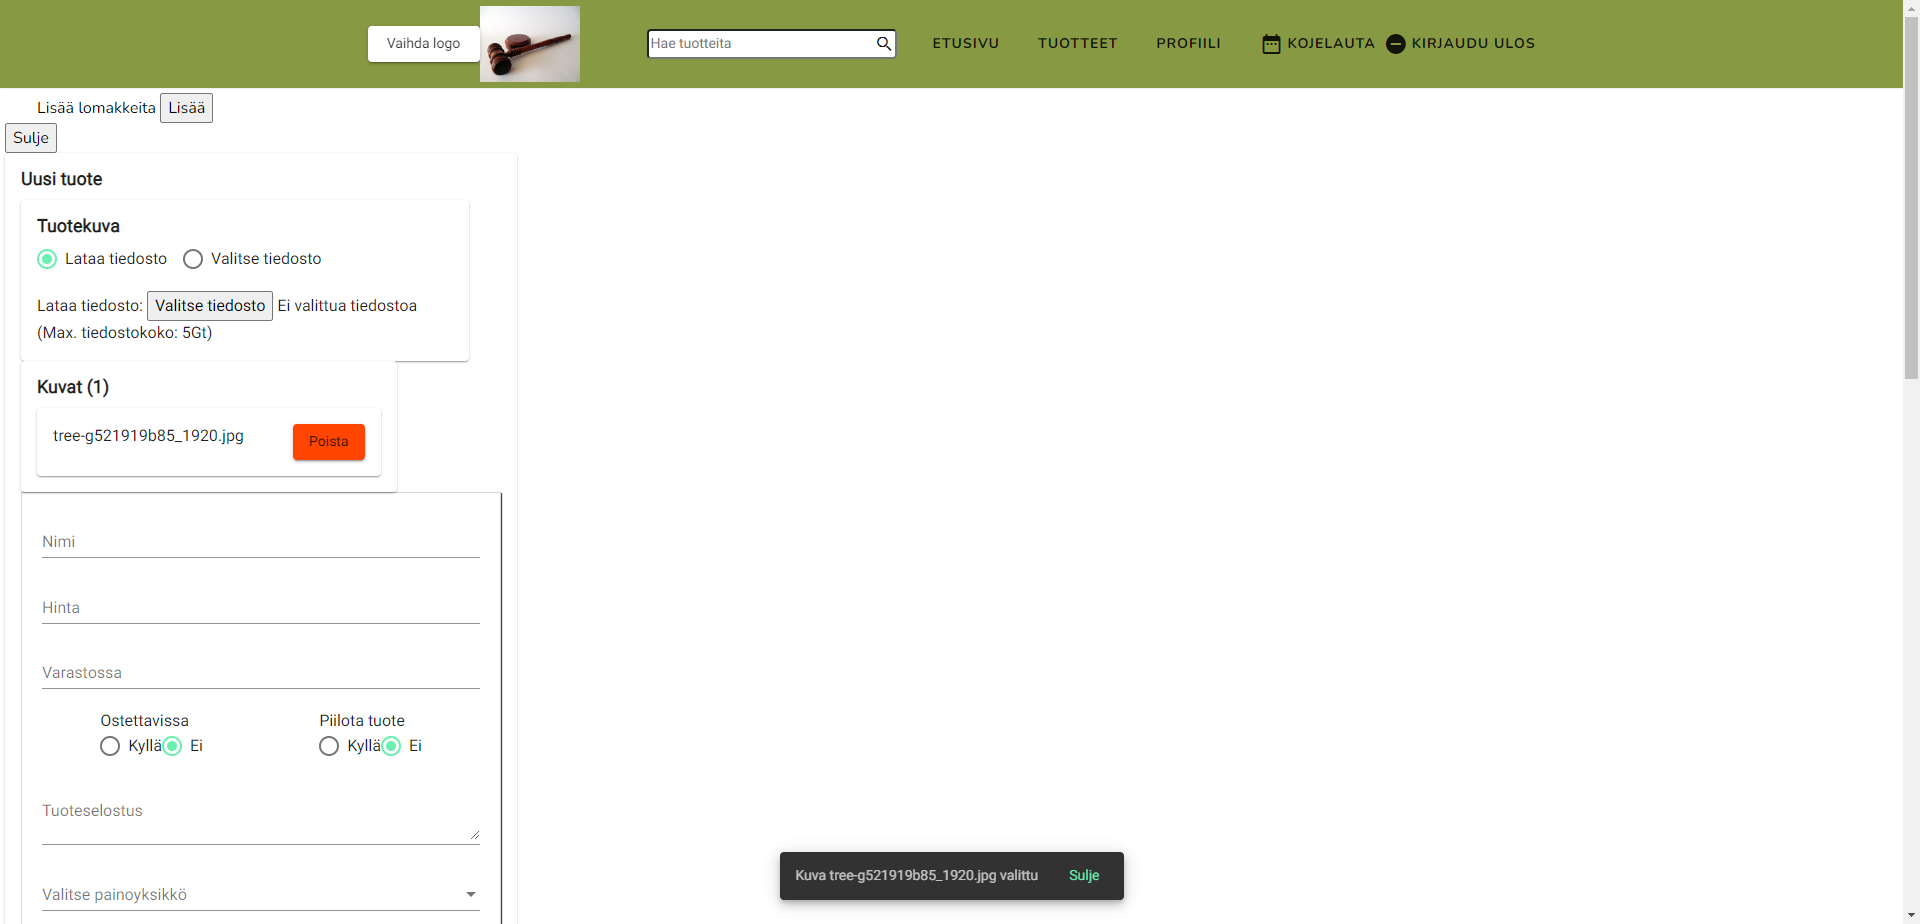 Vaihda logo
Hae tuotteita
ETUSIVU
TUOTTEET
PROFIILI
KOJELAUTA
KIRJAUDU ULOS
Lisää lomakkeita Lisää
Sulje
Uusi tuote
Tuotekuva
Lataa tiedosto Valitse tiedosto
Lataa tiedosto: Valitse tiedosto Ei valittua tiedostoa
(Max. tiedostokoko: 5Gt)
Kuvat (1)
tree-g521919b85_1920.jpg Poista
Nimi
Hinta
Varastossa
Ostettavissa Piilota tuote
Kyllä Ei Kyllä Ei
Tuoteselostus
Kuva tree-g521919b85_1920.jpg valittu Sulje
Valitse painoyksikkö